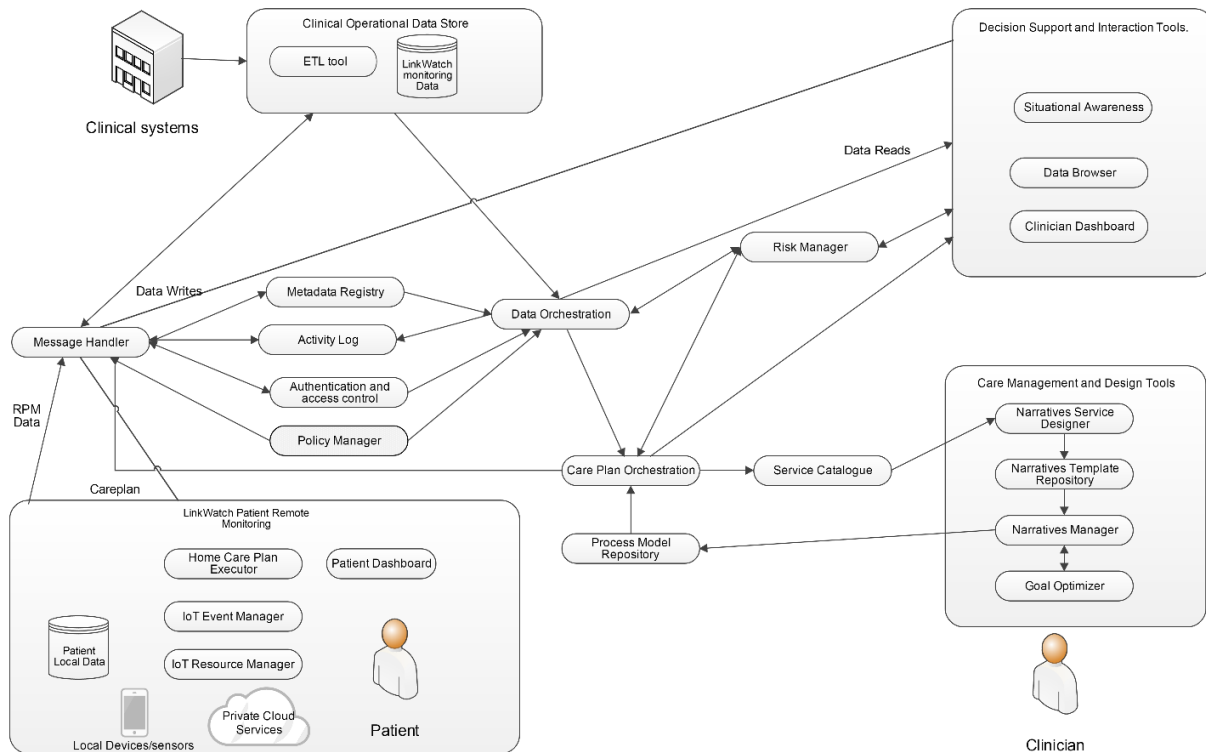 Clinical Operational Data Store
ETL tool
LinkWatch
monitoring
Data
Clinical systems
Decision Support and Interaction Tools.
Situational Awareness
Data Browser
Clinician Dashboard
Data Reads
Risk Manager
Data Writes
Metadata Registry
Data Orchestration
Message Handler
Activity Log
Authentication and
access control
Policy Manager
RPM
Data
Careplan
Care Plan Orchestration
Service Catalogue
Process Model
Repository
Care Management and Design Tools
Narratives Service
Designer
Narratives Template
Repository
Narratives Manager
Goal Optimizer
LinkWatch Patient Remote
Monitoring
Home Care Plan
Executor
Patient Dashboard
IoT Event Manager
Patient
Local Data
IoT Resource Manager
Private Cloud
Services
Local Devices/sensors
Patient
Clinician